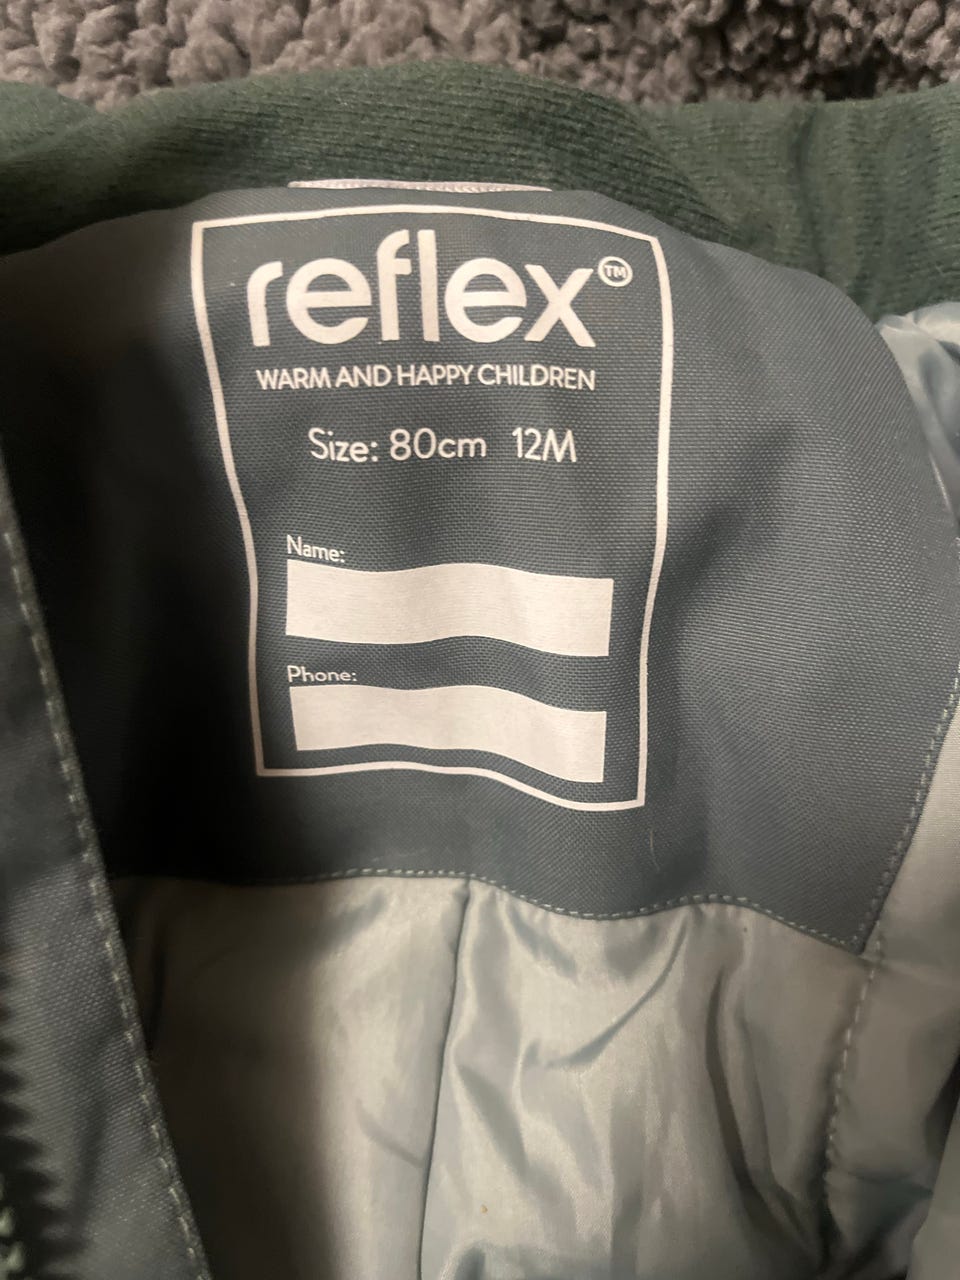 reflex™
WARM AND HAPPY CHILDREN
Size: 80cm 12M
Name:
Phone: